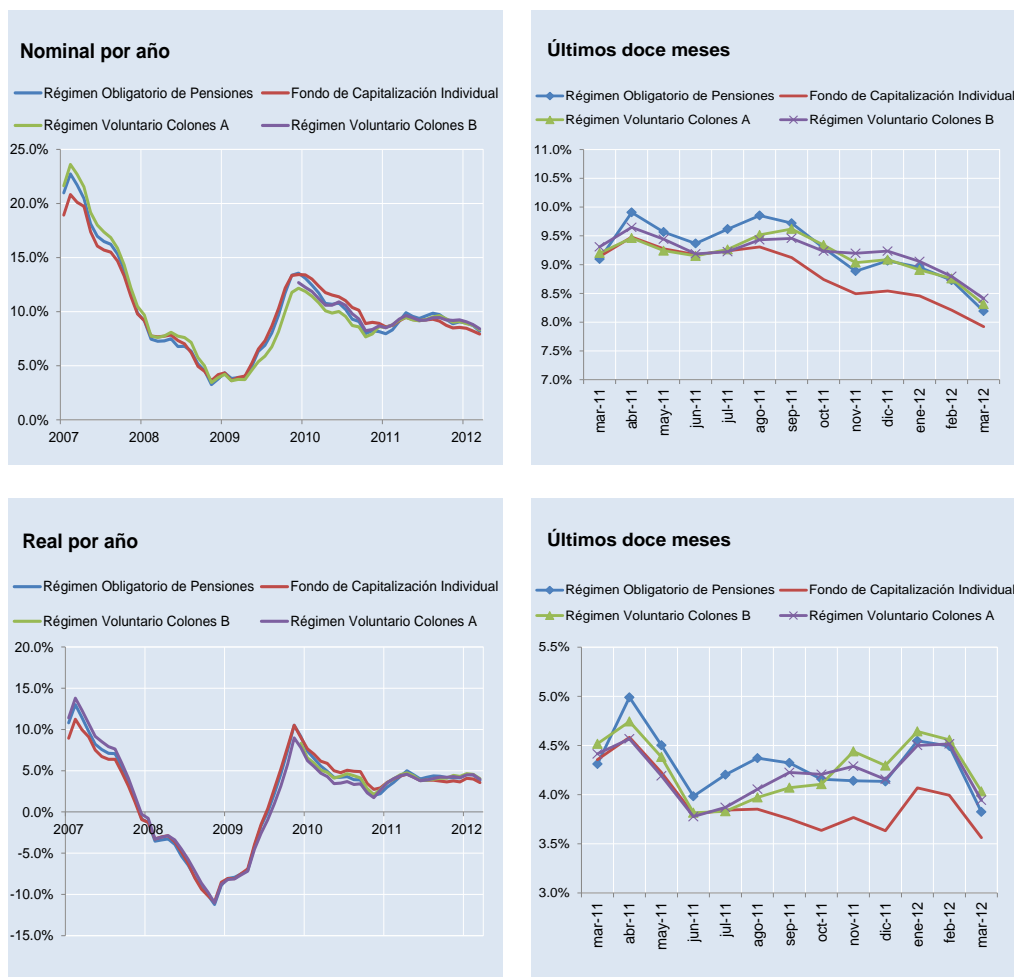 Nominal por año
Régimen Obligatorio de Pensiones
Fondo de Capitalización Individual
Régimen Voluntario Colones A
Régimen Voluntario Colones B
25.0%
20.0%
15.0%
10.0%
5.0%
0.0%
2007 2008 2009 2010 2011 2012
Últimos doce meses
Régimen Obligatorio de Pensiones
Fondo de Capitalización Individual
Régimen Voluntario Colones A
Régimen Voluntario Colones B
11.0%
10.5%
10.0%
9.5%
9.0%
8.5%
8.0%
7.5%
7.0%
mar-11
abr-11
may-11
jun-11
jul-11
ago-11
sep-11
oct-11
nov-11
dic-11
ene-12
feb-12
mar-12
Real por año
Régimen Obligatorio de Pensiones
Fondo de Capitalización Individual
Régimen Voluntario Colones B
Régimen Voluntario Colones A
20.0%
15.0%
10.0%
5.0%
0.0%
-5.0%
-10.0%
-15.0%
2007 2008 2009 2010 2011 2012
Últimos doce meses
Régimen Obligatorio de Pensiones
Fondo de Capitalización Individual
Régimen Voluntario Colones B
Régimen Voluntario Colones A
5.5%
5.0%
4.5%
4.0%
3.5%
3.0%
mar-11
abr-11
may-11
jun-11
jul-11
ago-11
sep-11
oct-11
nov-11
dic-11
ene-12
feb-12
mar-12